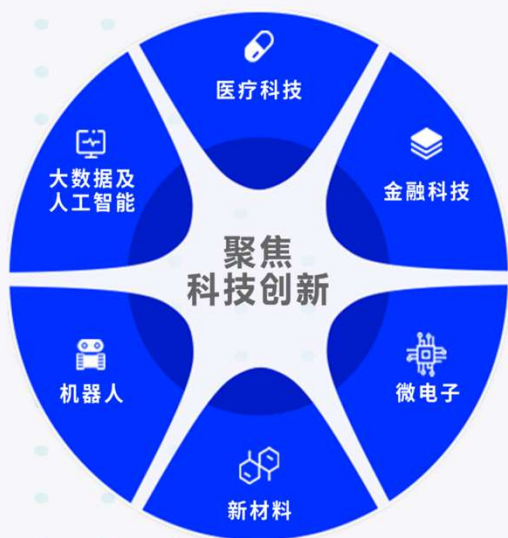 医疗科技
金融科技
微电子
新材料
机器人
大数据及
人工智能
聚焦
科技创新